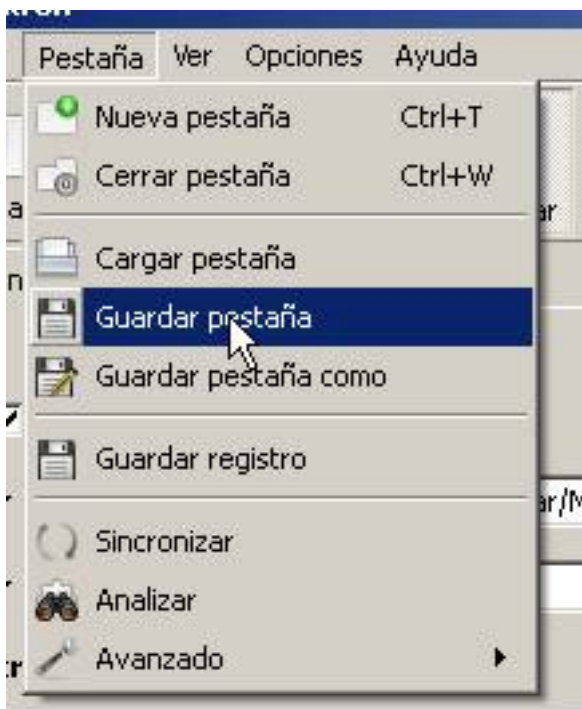 Pestaña Ver Opciones Ayuda
Nueva pestaña Ctrl+T
Cerrar pestaña Ctrl+W
Cargar pestaña
Guardar pestaña
Guardar pestaña como
Guardar registro
Sincronizar
Analizar
Avanzado